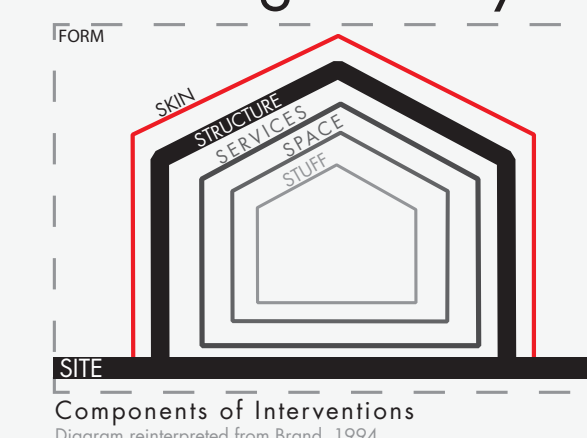 FORM
SKIN
STRUCTURE
SERVICES
SPACE
STUFF
SITE
Components of Interventions
Diagram reinterpreted from Brand, 1994